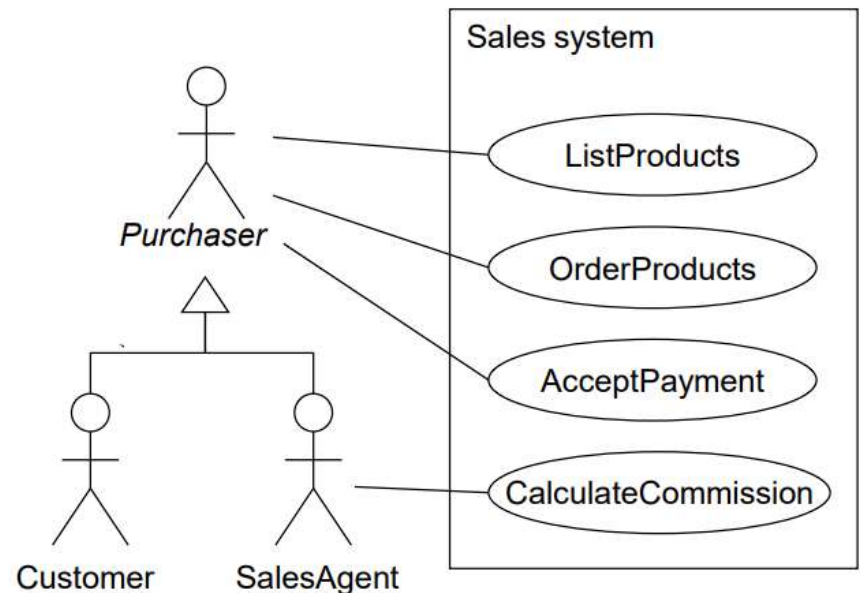 Sales system
ListProducts
Purchaser
OrderProducts
AcceptPayment
CalculateCommission
Customer
SalesAgent